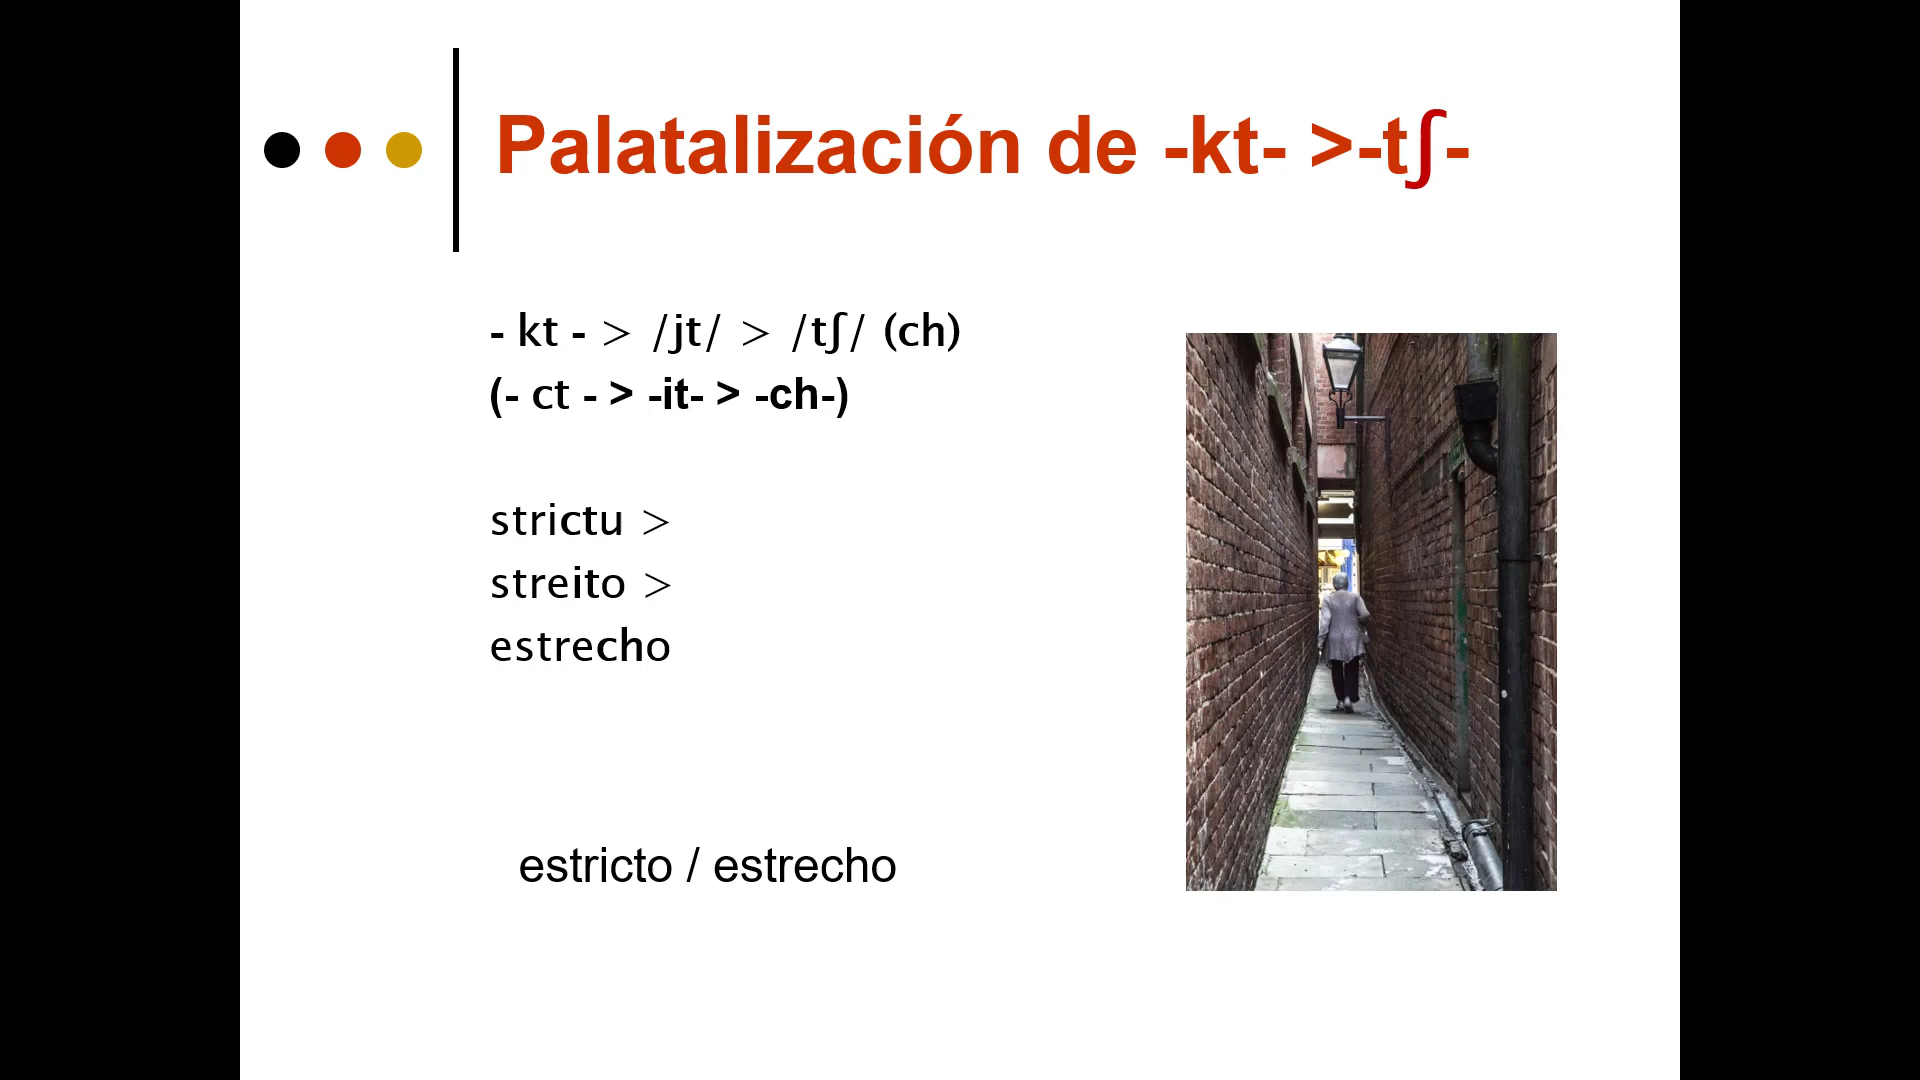 Palatalización de -kt- >-tʃ-
- kt - > /jt/ > /tʃ/ (ch)
(- ct - > -it- > -ch-)
strictu >
streito >
estrecho
estricto / estrecho